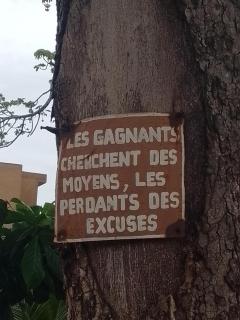 LES GAGNANTS
CHERCHENT DES
MOYENS, LES
PERDANTS DES
EXCUSES